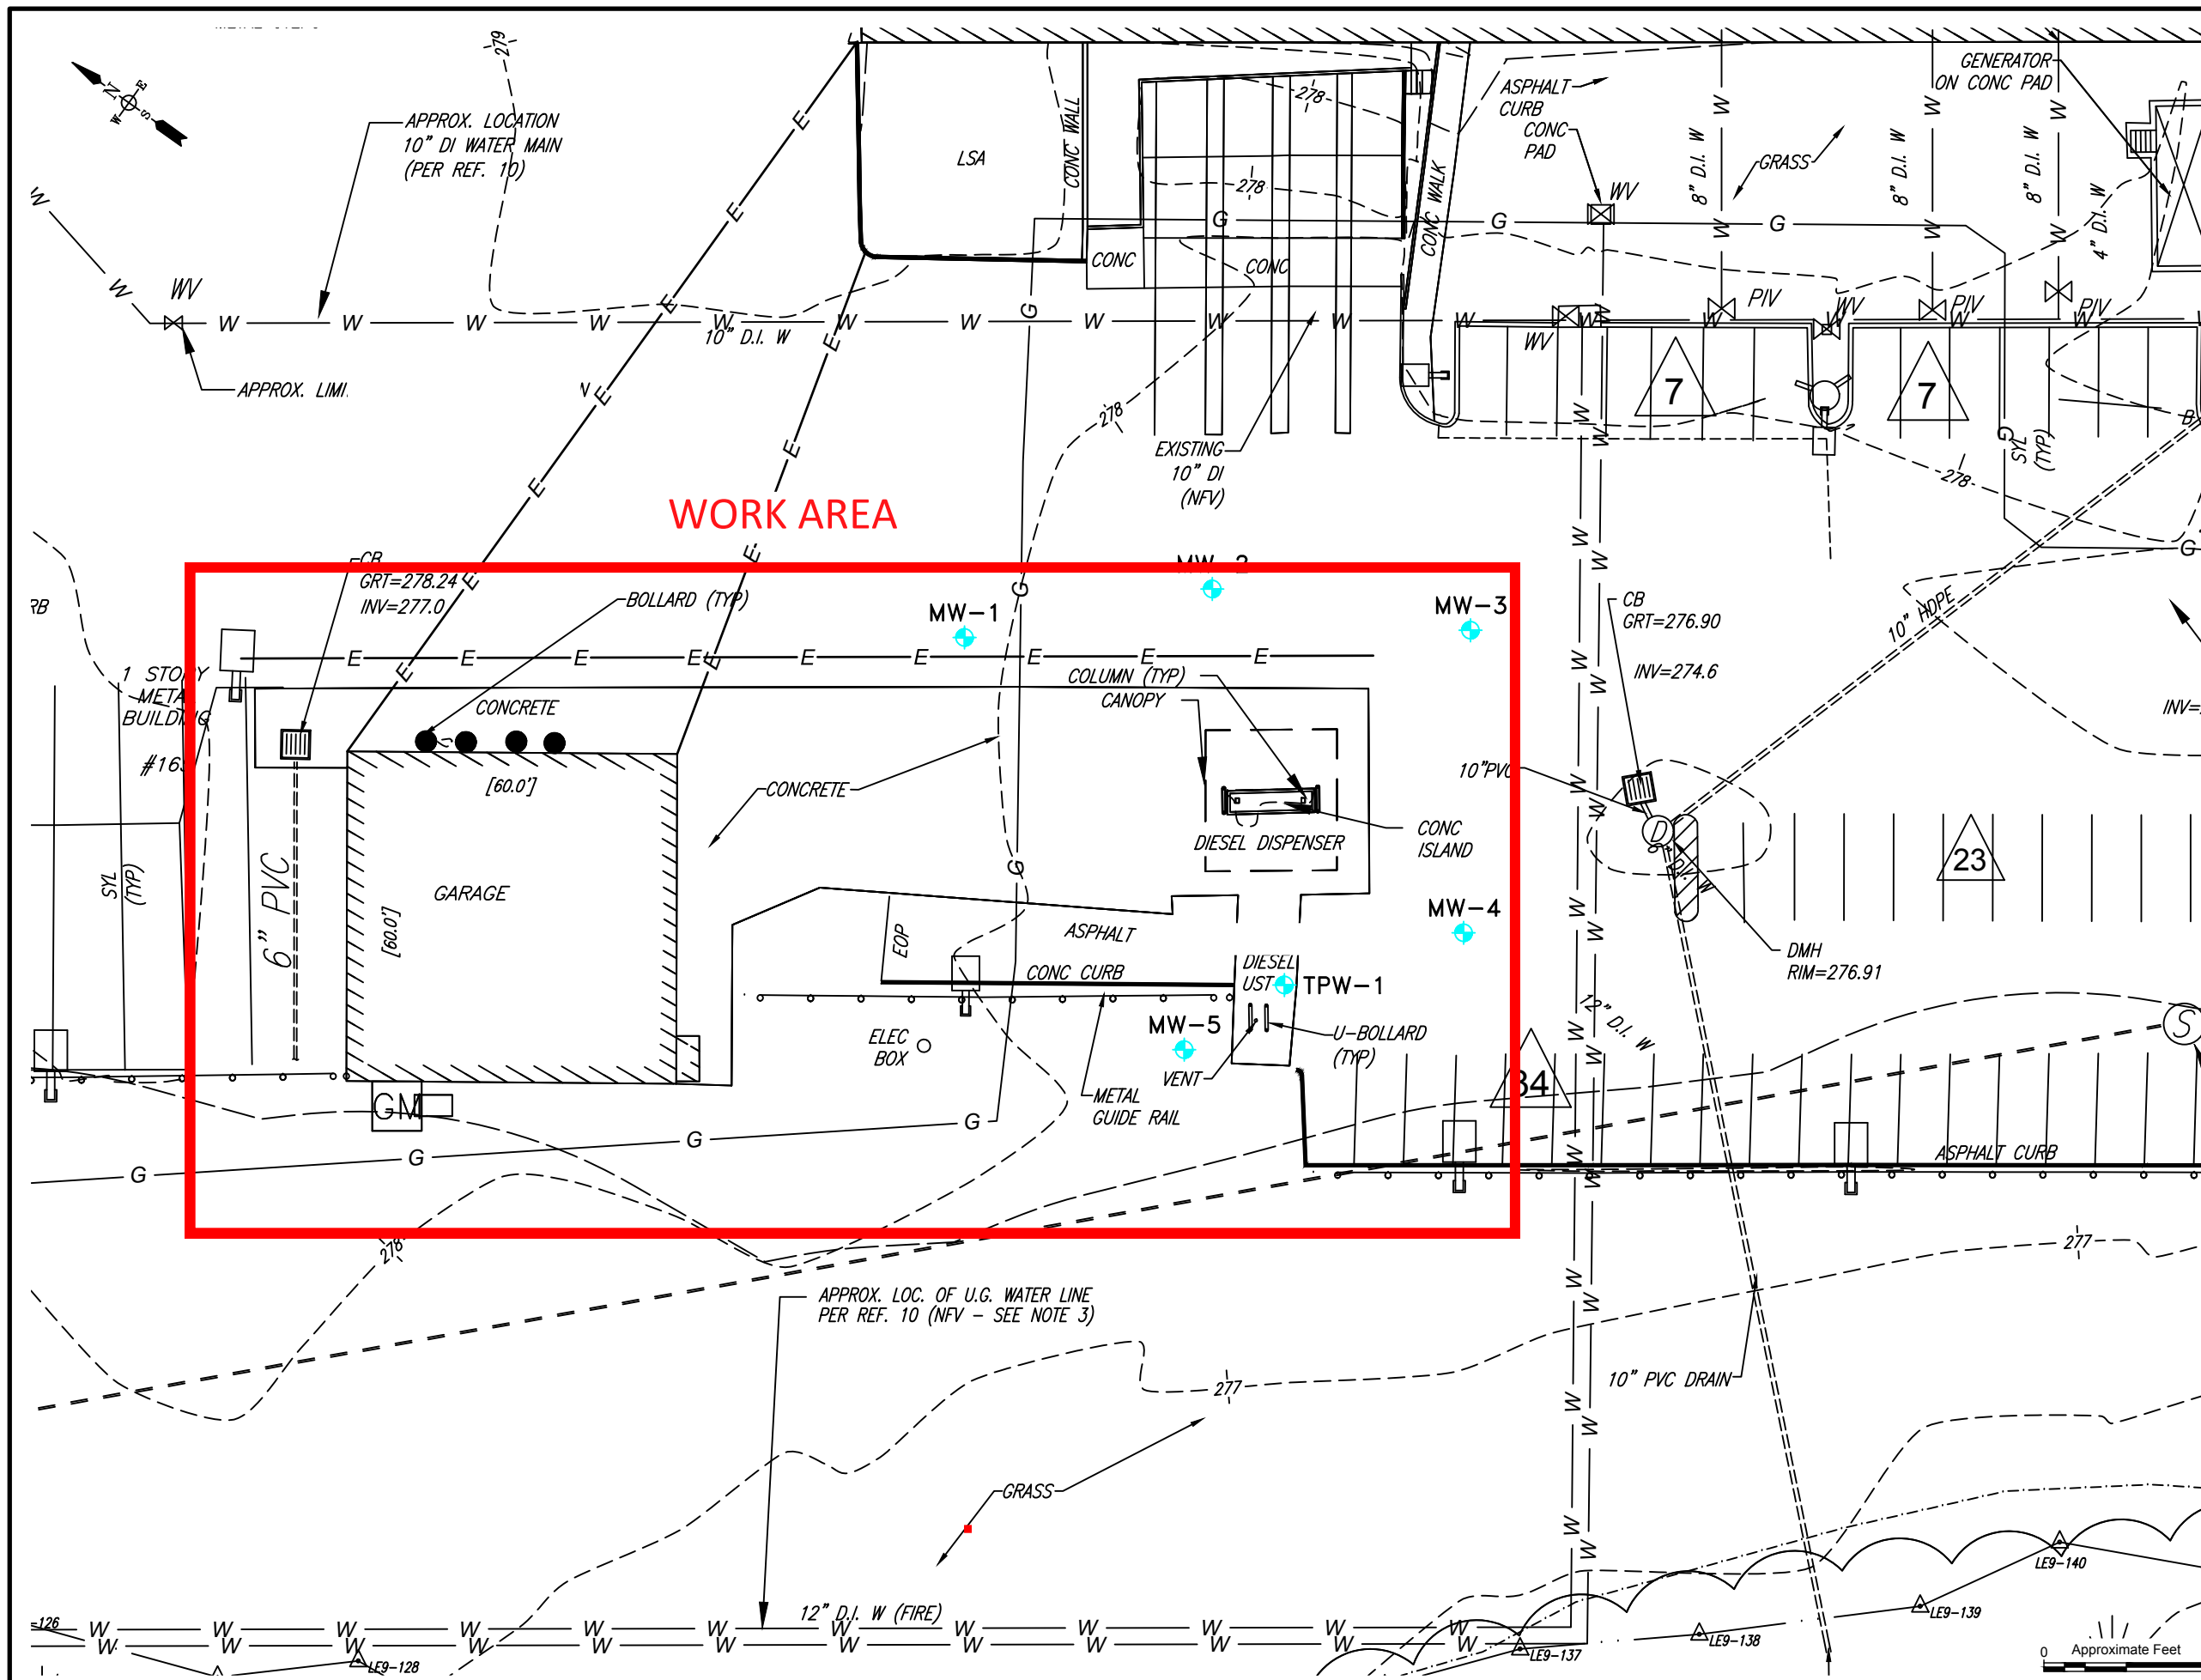 279
N
E
S
W
APPROX. LOCATION
10" DI WATER MAIN
(PER REF. 10)
WV
W W W W W W W W W W W
10" D.I. W
APPROX. LIMI
LSA
CONC WALL
CONC
CONC
278
278
278
CONC WALK
ASPHALT
CURB
CONC
PAD
WV
GRASS
8" D.I. W
8" D.I. W
8" D.I. W
4" D.I. W
GENERATOR
ON CONC PAD
G G G
PIV
WV
PIV
PIV
WV
7
7
SYL
(TYP)
278
EXISTING
10" DI
(NFV)
WORK AREA
CB
GRT=278.24
INV=277.0
BOLLARD (TYP)
MW-1
MW-2
MW-3
CB
GRT=276.90
INV=274.6
10" HDPE
RB
E E E E E E E E E
1 STORY
METAL
BUILDING
CONCRETE
COLUMN (TYP)
CANOPY
[60.0']
CONCRETE
10"PVC
DIESEL DISPENSER
CONC
ISLAND
D
23
SYL
(TYP)
6" PVC
GARAGE
[60.0']
EOP
ASPHALT
MW-4
DMH
RIM=276.91
CONC CURB
DIESEL
UST
TPW-1
12" D.I. W
S
ELEC
BOX
MW-5
U-BOLLARD
(TYP)
VENT
METAL
GUIDE RAIL
34
GM
G G G G
ASPHALT CURB
278
277
APPROX. LOC. OF U.G. WATER LINE
PER REF. 10 (NFV - SEE NOTE 3)
277
10" PVC DRAIN
GRASS
12" D.I. W (FIRE)
-126
LE9-128
LE9-137
LE9-138
LE9-139
LE9-140
0 Approximate Feet